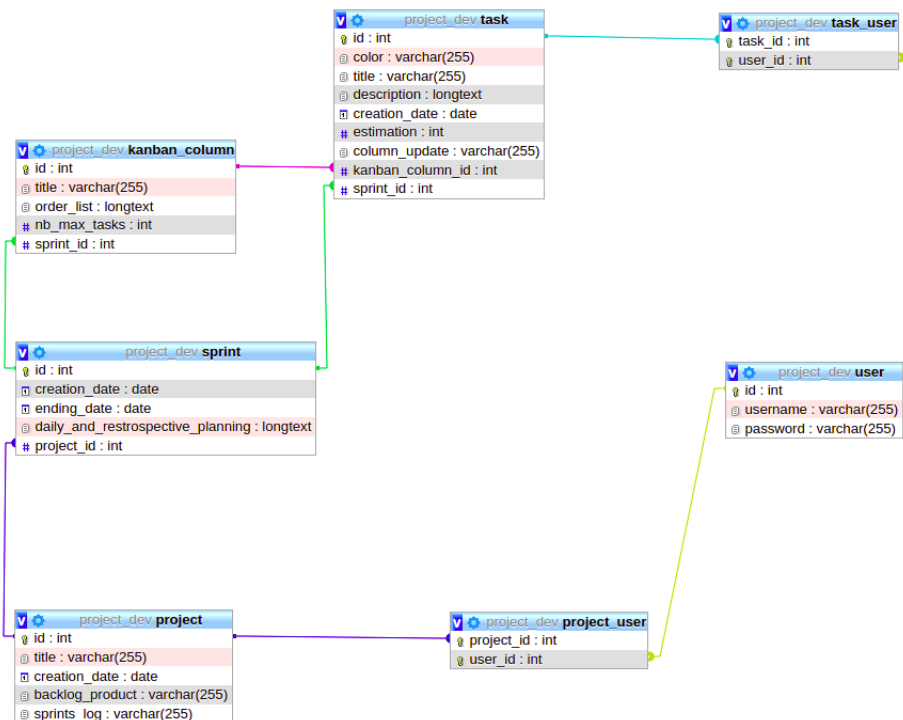 project_dev task
id : int
color : varchar(255)
title : varchar(255)
description : longtext
creation_date : date
estimation : int
column_update : varchar(255)
kanban_column_id : int
sprint_id : int
project_dev task_user
task_id : int
user_id : int
project_dev kanban_column
id : int
title : varchar(255)
order_list : longtext
nb_max_tasks : int
sprint_id : int
project_dev sprint
id : int
creation_date : date
ending_date : date
daily_and_restrospective_planning : longtext
project_id : int
project_dev user
id : int
username : varchar(255)
password : varchar(255)
project_dev project
id : int
title : varchar(255)
creation_date : date
backlog_product : varchar(255)
sprints_log : varchar(255)
project_dev project_user
project_id : int
user_id : int